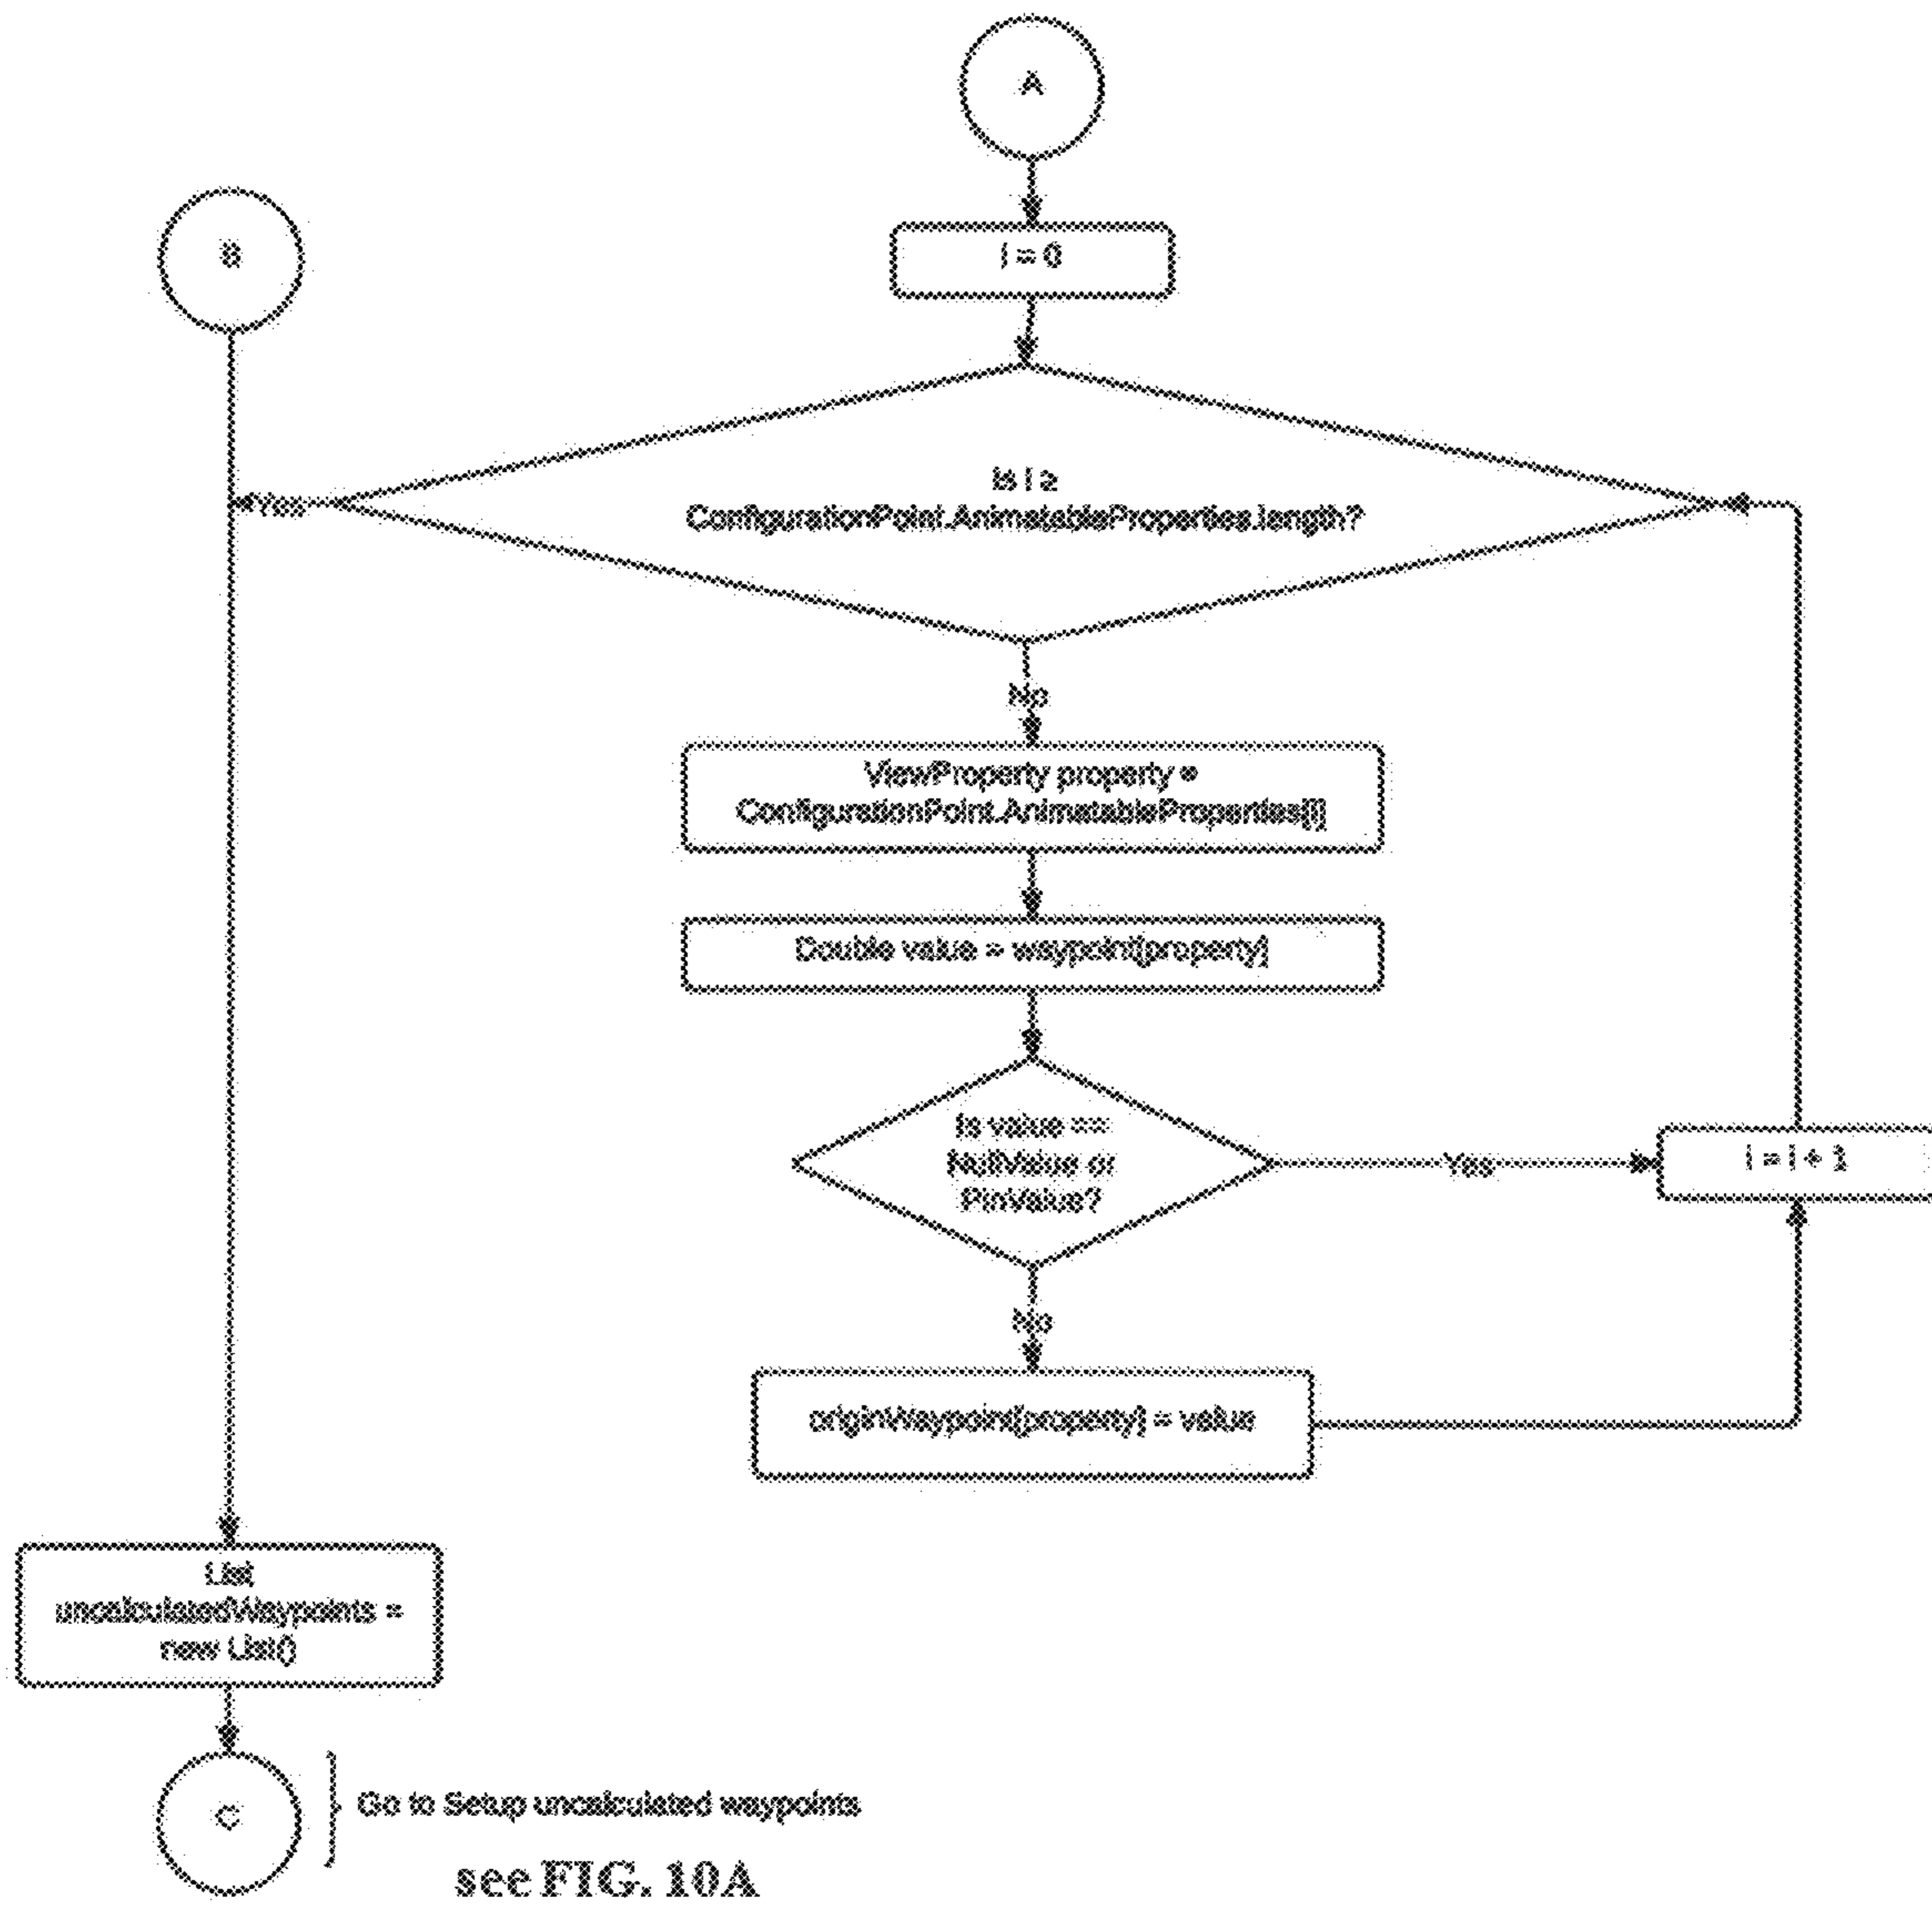 A
B
i = 0
Is i ≥
ConfigurationPoint.AnimatableProperties.length?
Yes
No
ViewProperty property =
ConfigurationPoint.AnimatableProperties[i]
Double value = waypoint[property]
Is value ==
NullValue or
PinValue?
Yes
i = i + 1
No
originWaypoint[property] = value
List
uncalculatedWaypoints =
new List()
C
Go to Setup uncalculated waypoints
see FIG. 10A